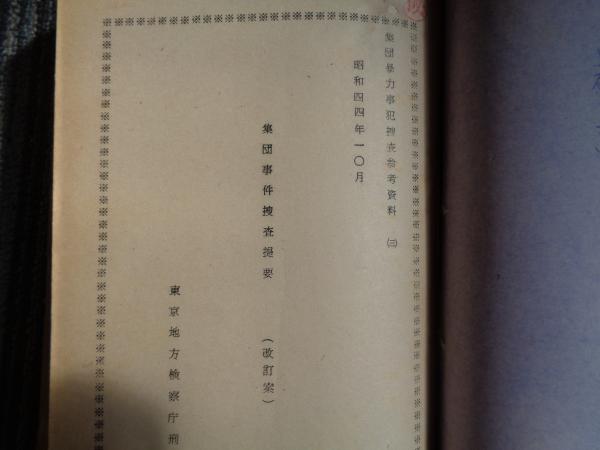 集団暴力事犯捜査参考資料 ㈢
昭和四四年一〇月
集団事件捜査提要 (改訂案)
東京地方検察庁刑